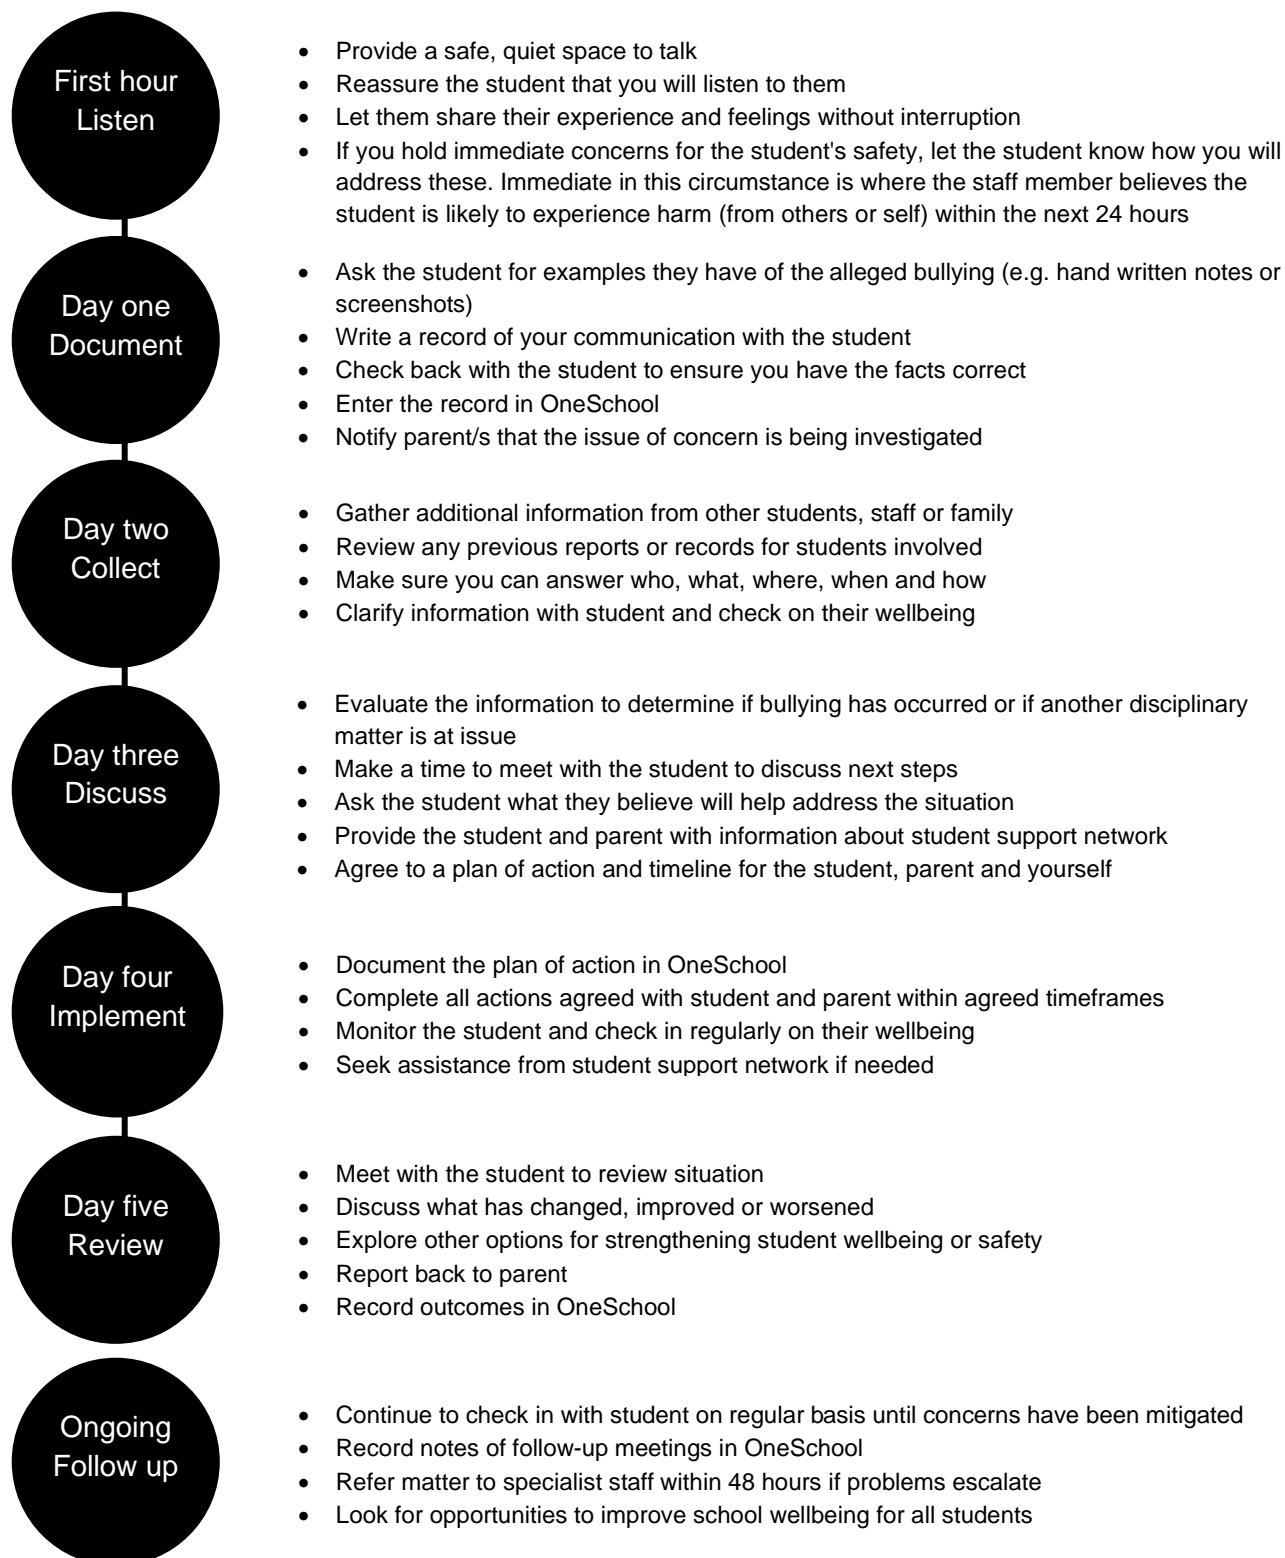 First hour
Listen
• Provide a safe, quiet space to talk
• Reassure the student that you will listen to them
• Let them share their experience and feelings without interruption
• If you hold immediate concerns for the student's safety, let the student know how you will
address these. Immediate in this circumstance is where the staff member believes the
student is likely to experience harm (from others or self) within the next 24 hours
Day one
Document
• Ask the student for examples they have of the alleged bullying (e.g. hand written notes or
screenshots)
• Write a record of your communication with the student
• Check back with the student to ensure you have the facts correct
• Enter the record in OneSchool
• Notify parent/s that the issue of concern is being investigated
Day two
Collect
• Gather additional information from other students, staff or family
• Review any previous reports or records for students involved
• Make sure you can answer who, what, where, when and how
• Clarify information with student and check on their wellbeing
Day three
Discuss
• Evaluate the information to determine if bullying has occurred or if another disciplinary
matter is at issue
• Make a time to meet with the student to discuss next steps
• Ask the student what they believe will help address the situation
• Provide the student and parent with information about student support network
• Agree to a plan of action and timeline for the student, parent and yourself
Day four
Implement
• Document the plan of action in OneSchool
• Complete all actions agreed with student and parent within agreed timeframes
• Monitor the student and check in regularly on their wellbeing
• Seek assistance from student support network if needed
Day five
Review
• Meet with the student to review situation
• Discuss what has changed, improved or worsened
• Explore other options for strengthening student wellbeing or safety
• Report back to parent
• Record outcomes in OneSchool
Ongoing
Follow up
• Continue to check in with student on regular basis until concerns have been mitigated
• Record notes of follow-up meetings in OneSchool
• Refer matter to specialist staff within 48 hours if problems escalate
• Look for opportunities to improve school wellbeing for all students